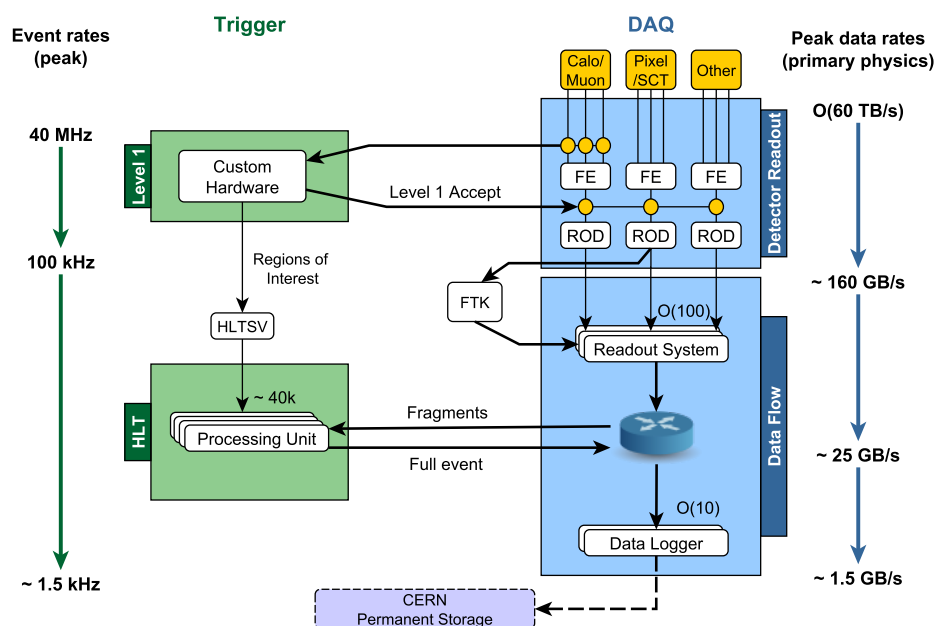 Event rates
(peak)
Trigger
DAQ
Peak data rates
(primary physics)
Calo/
Muon
Pixel
/SCT
Other
40 MHz
O(60 TB/s)
Level 1
Custom
Hardware
FE
FE
FE
Detector Readout
Level 1 Accept
ROD
ROD
ROD
100 kHz
Regions of
Interest
~ 160 GB/s
FTK
HLTSV
O(100)
Readout System
~ 40k
HLT
Processing Unit
Fragments
Full event
Data Flow
~ 25 GB/s
O(10)
Data Logger
~ 1.5 kHz
~ 1.5 GB/s
CERN
Permanent Storage